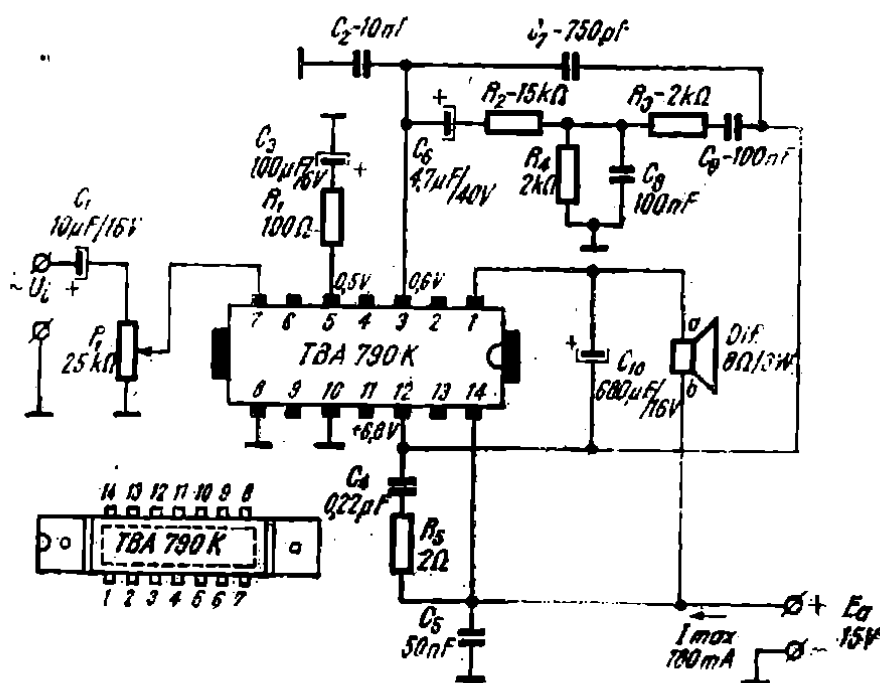 C2-10nF
C7-750pF
R2-15kΩ
R3-2kΩ
C9-100nF
+
C3
100µF/
16V
+
R1
100Ω
C6
4,7µF/
/40V
R4
2kΩ
C8
100nF
C1
10µF/16V
~ Ui +
P1
25kΩ
0,5V
0,6V
7 6 5 4 3 2 1
TBA 790 K
8 9 10 11 12 13 14
+6,8V
+
C10
680µF/
/16V
a
Dif.
8Ω/3W
b
C4
0,22µF
R5
2Ω
C5
50nF
14 13 12 11 10 9 8
TBA 790 K
1 2 3 4 5 6 7
I max
780mA
+ Ea
15V
~